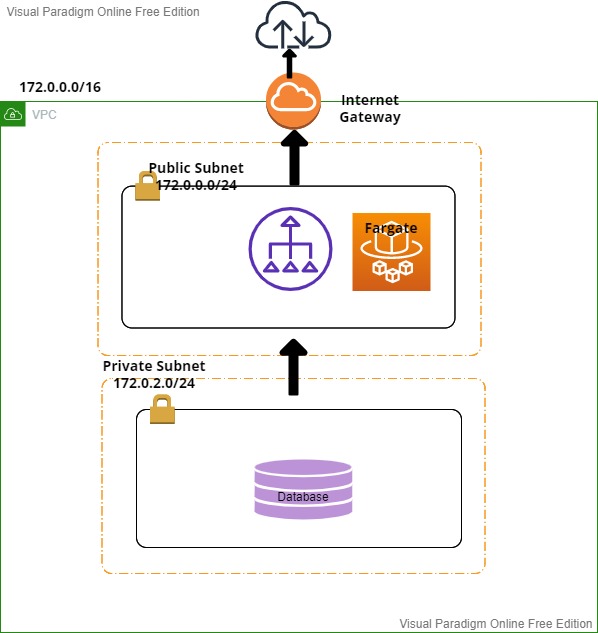 Visual Paradigm Online Free Edition
172.0.0.0/16
VPC
Internet
Gateway
Public Subnet
172.0.0.0/24
Fargate
Private Subnet
172.0.2.0/24
Database
Visual Paradigm Online Free Edition